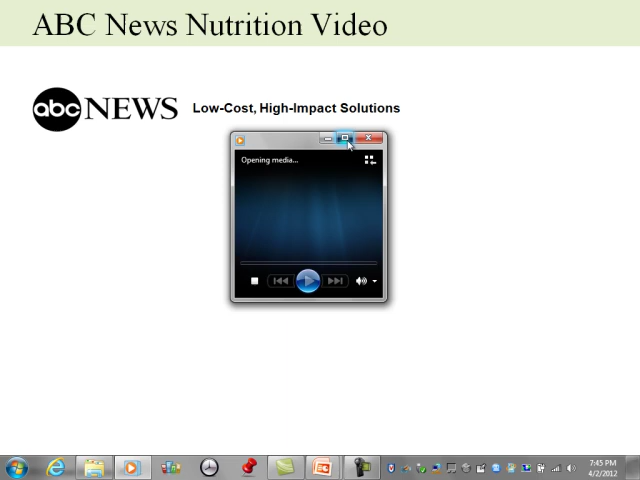 ABC News Nutrition Video
abc NEWS
Low-Cost, High-Impact Solutions
Opening media...
7:45 PM
4/2/2012